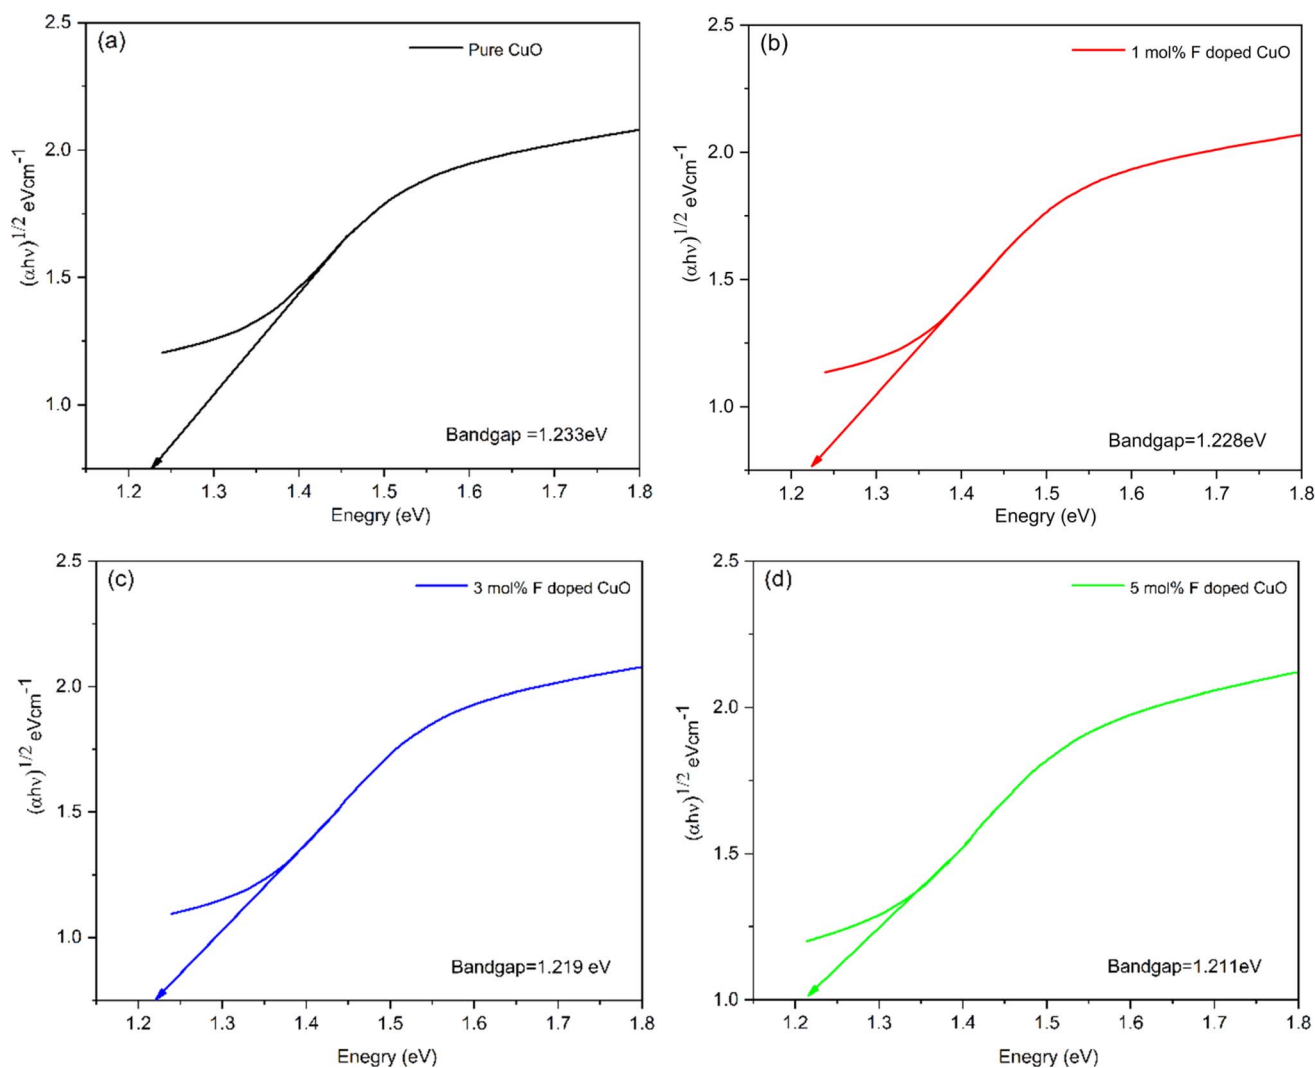 (a)
Pure CuO
2.5
2.0
1.5
1.0
(αhν)1/2 eVcm-1
Bandgap =1.233eV
1.2 1.3 1.4 1.5 1.6 1.7 1.8
Enegry (eV)
(b)
1 mol% F doped CuO
2.5
2.0
1.5
1.0
(αhν)1/2 eVcm-1
Bandgap=1.228eV
1.2 1.3 1.4 1.5 1.6 1.7 1.8
Enegry (eV)
(c)
3 mol% F doped CuO
2.5
2.0
1.5
1.0
(αhν)1/2 eVcm-1
Bandgap=1.219 eV
1.2 1.3 1.4 1.5 1.6 1.7 1.8
Enegry (eV)
(d)
5 mol% F doped CuO
2.5
2.0
1.5
1.0
(αhν)1/2 eVcm-1
Bandgap=1.211eV
1.2 1.3 1.4 1.5 1.6 1.7 1.8
Enegry (eV)